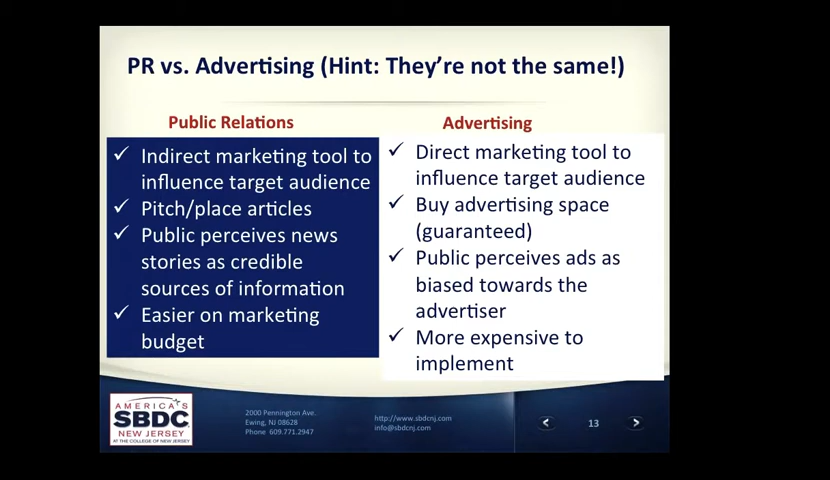 PR vs. Advertising (Hint: They're not the same!)
Public Relations
✓ Indirect marketing tool to
influence target audience
✓ Pitch/place articles
✓ Public perceives news
stories as credible
sources of information
✓ Easier on marketing
budget
Advertising
✓ Direct marketing tool to
influence target audience
✓ Buy advertising space
(guaranteed)
✓ Public perceives ads as
biased towards the
advertiser
✓ More expensive to
implement
AMERICA'S
SBDC
NEW JERSEY
AT THE COLLEGE OF NEW JERSEY
2000 Pennington Ave.
Ewing, NJ 08628
Phone 609.771.2947
http://www.sbdcnj.com
info@sbdcnj.com
< 13 >